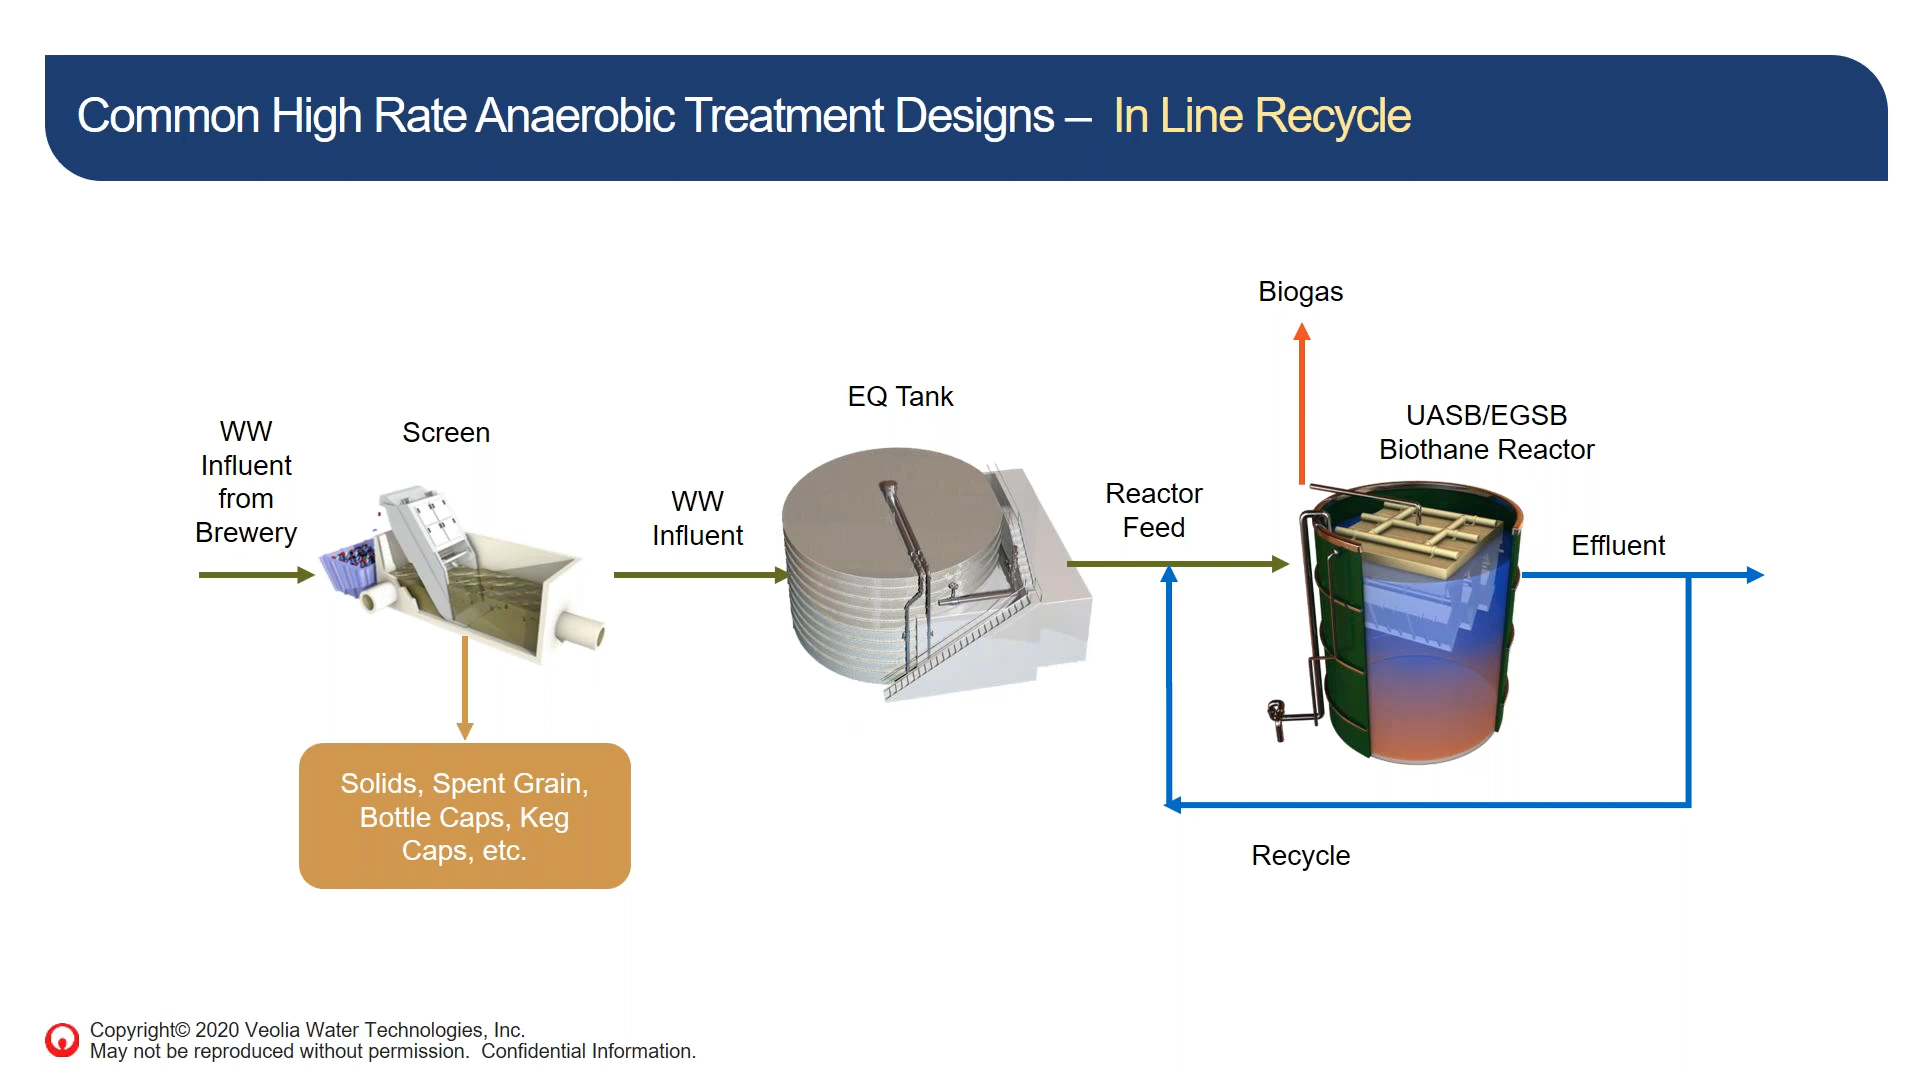 Common High Rate Anaerobic Treatment Designs – In Line Recycle
Biogas
EQ Tank
UASB/EGSB
Biothane Reactor
WW
Influent
from
Brewery
Screen
WW
Influent
Reactor
Feed
Effluent
Solids, Spent Grain,
Bottle Caps, Keg
Caps, etc.
Recycle
Copyright© 2020 Veolia Water Technologies, Inc.
May not be reproduced without permission. Confidential Information.